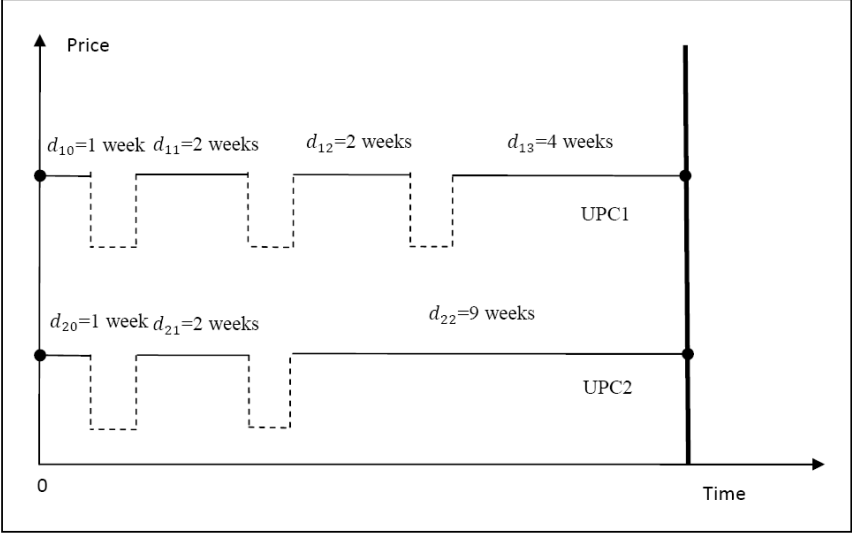 Price
d₁₀=1 week d₁₁=2 weeks d₁₂=2 weeks d₁₃=4 weeks
UPC1
d₂₀=1 week d₂₁=2 weeks d₂₂=9 weeks
UPC2
0
Time